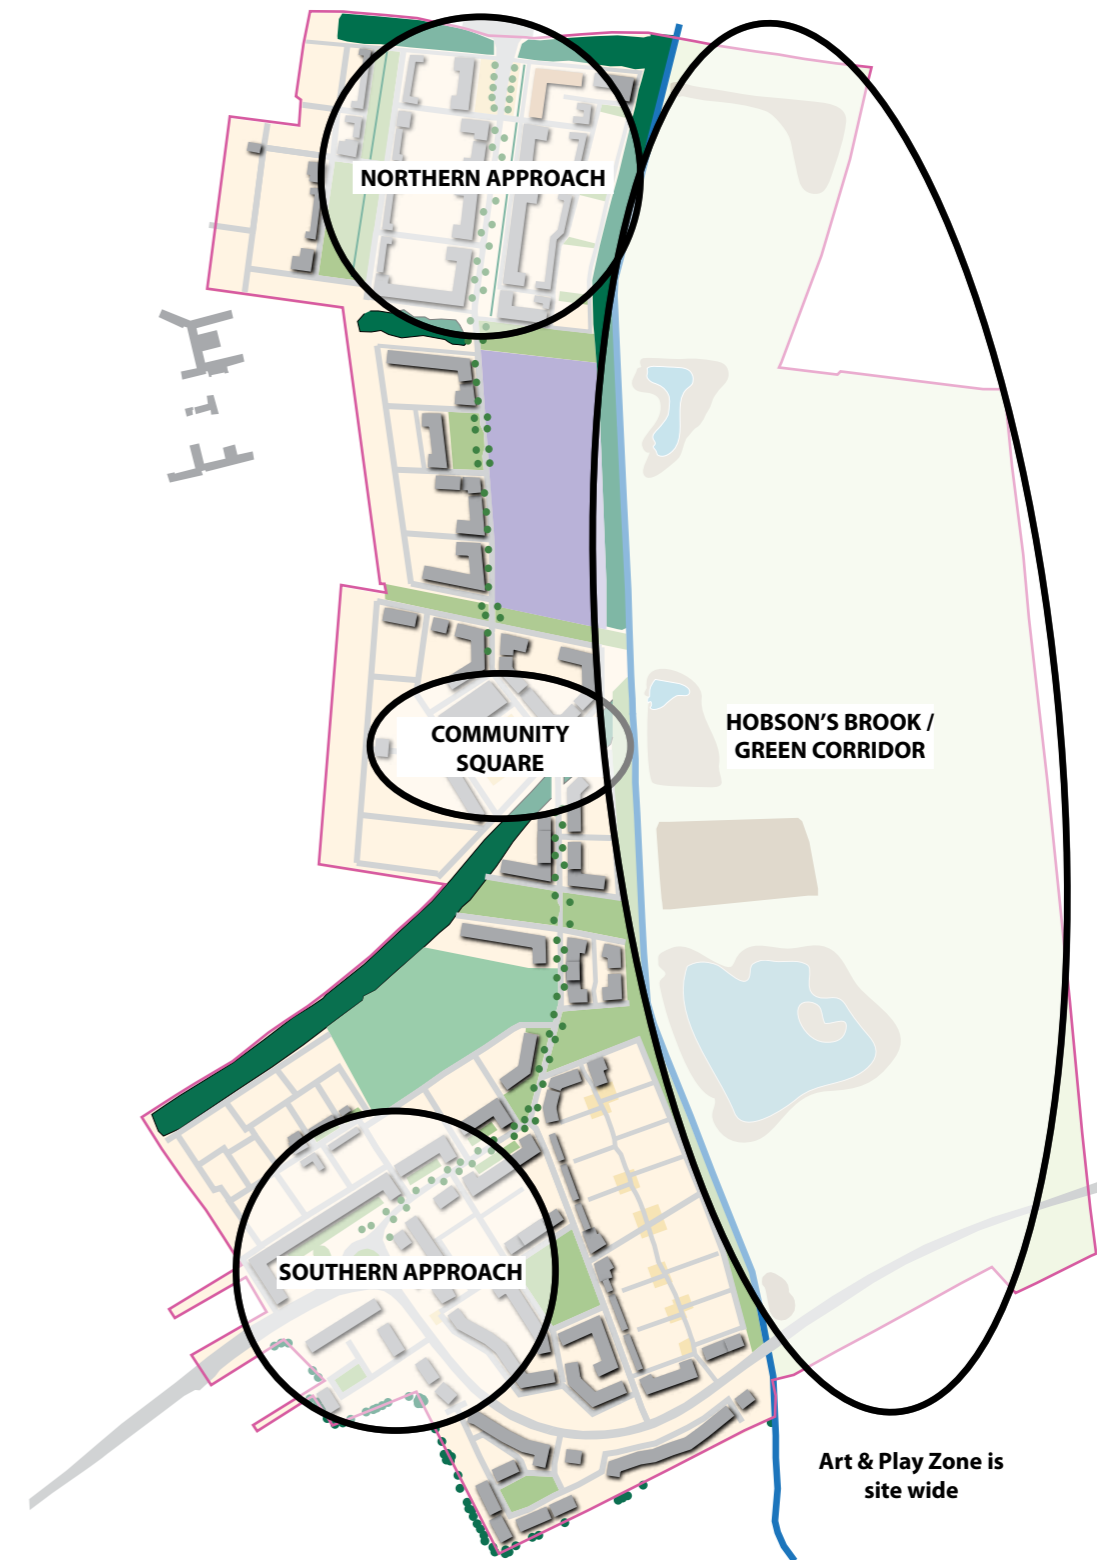 NORTHERN APPROACH
COMMUNITY
SQUARE
HOBSON’S BROOK /
GREEN CORRIDOR
SOUTHERN APPROACH
Art & Play Zone is
site wide